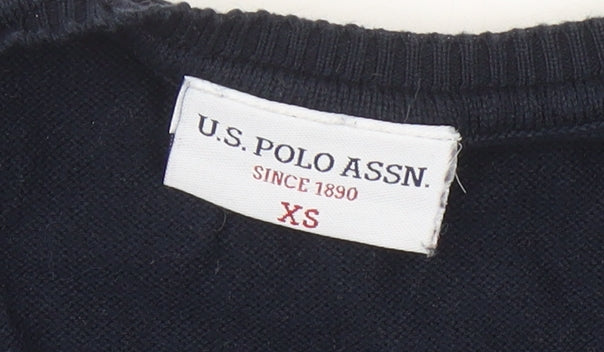 U.S. POLO ASSN.
SINCE 1890
XS